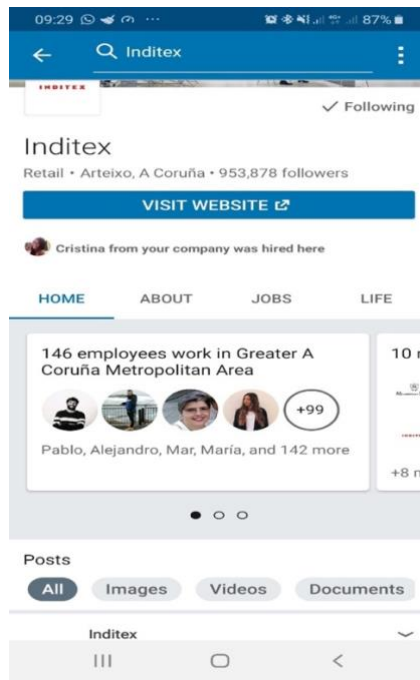 09:29 87%
Inditex
INDITEX
Following
Inditex
Retail • Arteixo, A Coruña • 953,878 followers
VISIT WEBSITE
Cristina from your company was hired here
HOME ABOUT JOBS LIFE
146 employees work in Greater A
Coruña Metropolitan Area
+99
Pablo, Alejandro, Mar, María, and 142 more
10
+8
Posts
All Images Videos Documents
Inditex